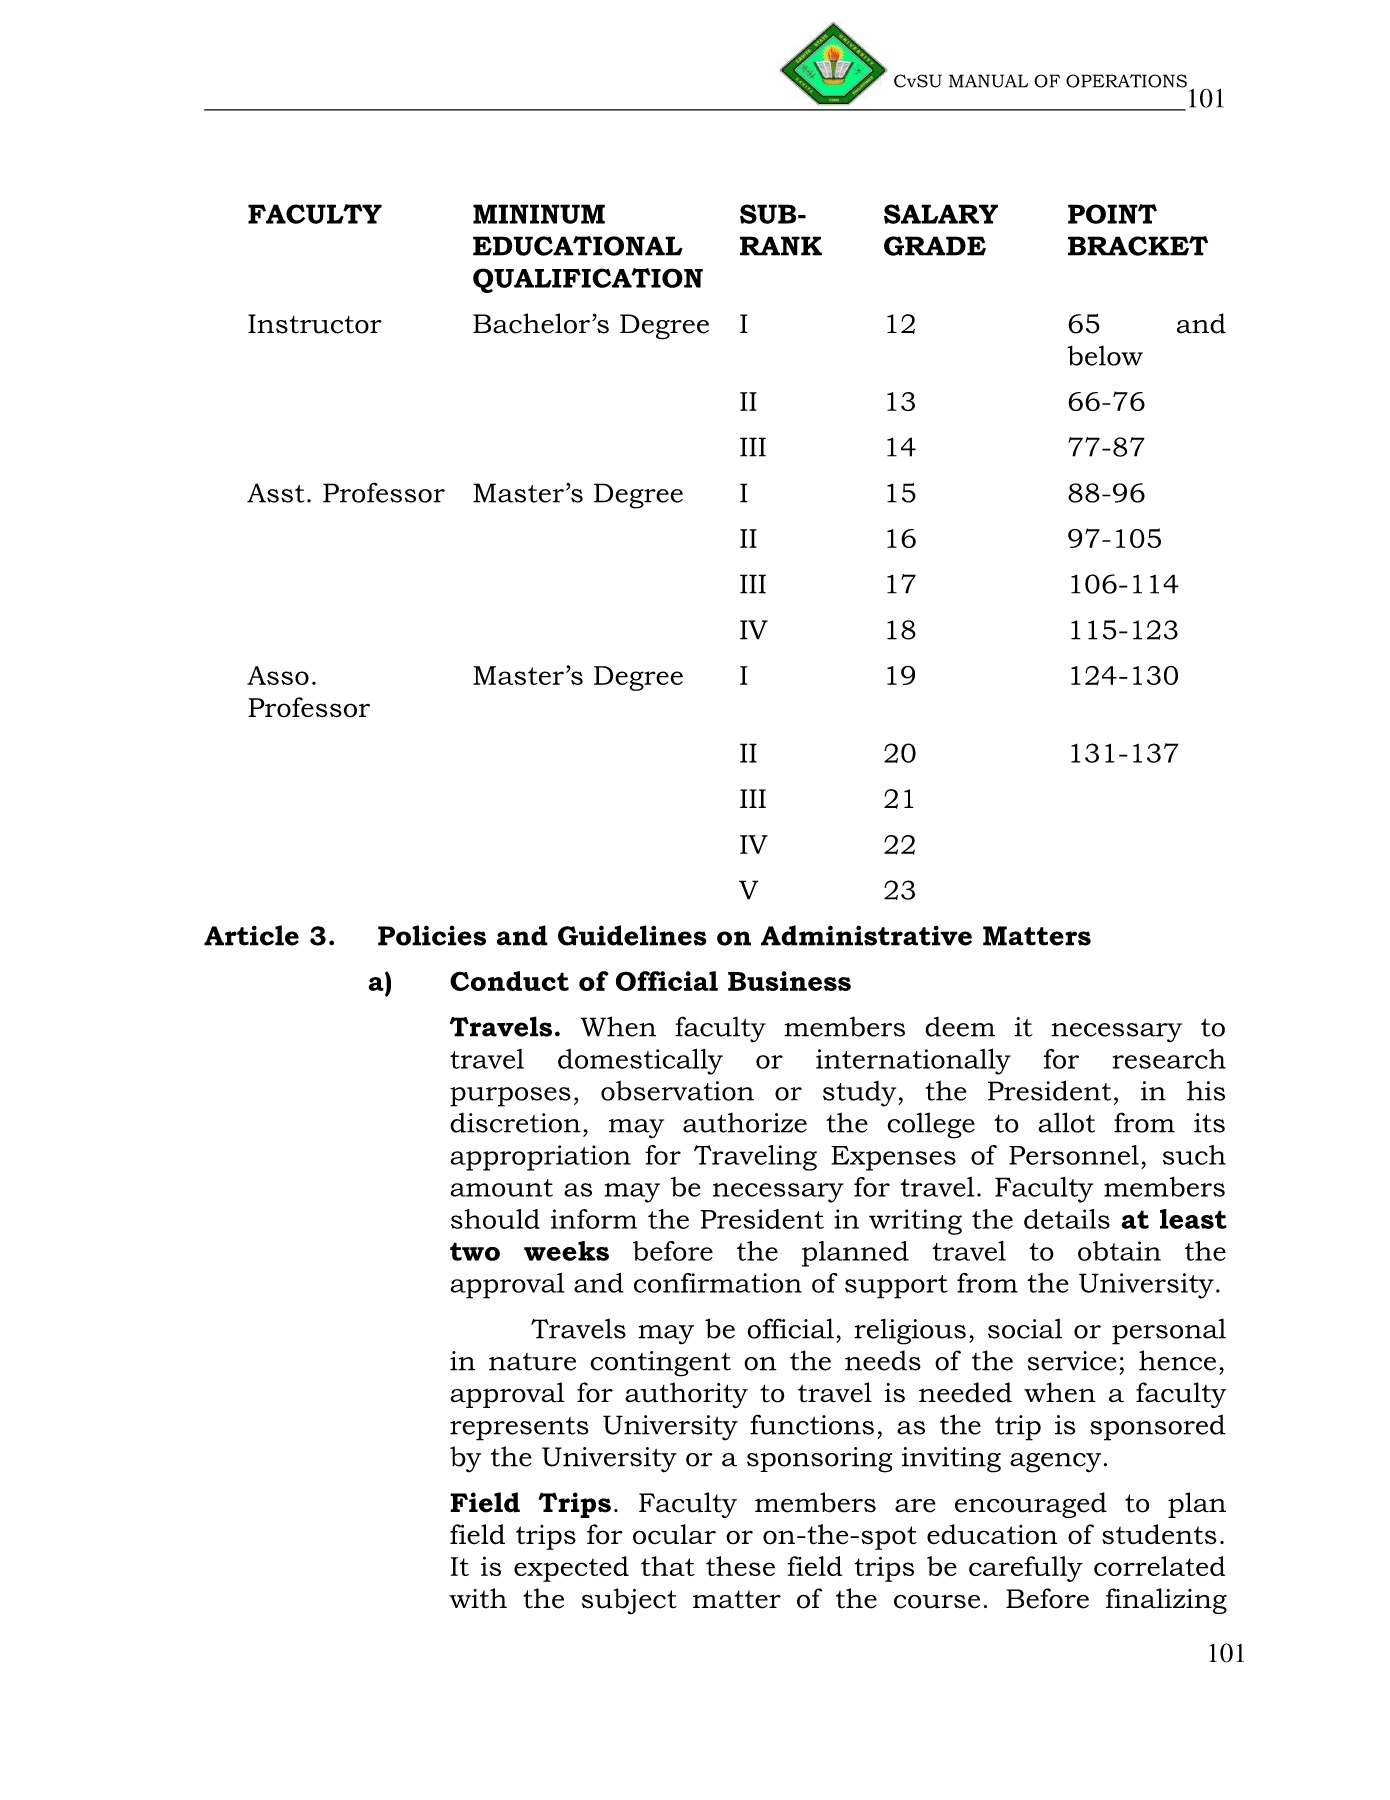 CvSU MANUAL OF OPERATIONS
101
FACULTY MININUM SUB- SALARY POINT
EDUCATIONAL RANK GRADE BRACKET
QUALIFICATION
Instructor Bachelor’s Degree I 12 65 and
below
II 13 66-76
III 14 77-87
Asst. Professor Master’s Degree I 15 88-96
II 16 97-105
III 17 106-114
IV 18 115-123
Asso. Master’s Degree I 19 124-130
Professor
II 20 131-137
III 21
IV 22
V 23
Article 3. Policies and Guidelines on Administrative Matters
a) Conduct of Official Business
Travels. When faculty members deem it necessary to
travel domestically or internationally for research
purposes, observation or study, the President, in his
discretion, may authorize the college to allot from its
appropriation for Traveling Expenses of Personnel, such
amount as may be necessary for travel. Faculty members
should inform the President in writing the details at least
two weeks before the planned travel to obtain the
approval and confirmation of support from the University.
Travels may be official, religious, social or personal
in nature contingent on the needs of the service; hence,
approval for authority to travel is needed when a faculty
represents University functions, as the trip is sponsored
by the University or a sponsoring inviting agency.
Field Trips. Faculty members are encouraged to plan
field trips for ocular or on-the-spot education of students.
It is expected that these field trips be carefully correlated
with the subject matter of the course. Before finalizing
101